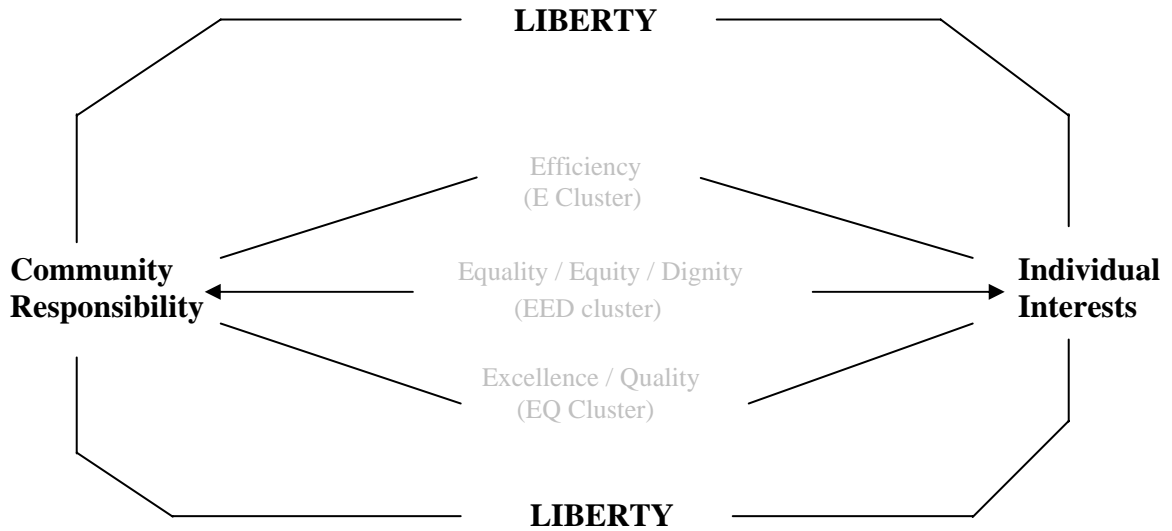 LIBERTY
Efficiency
(E Cluster)
Community
Responsibility
Equality / Equity / Dignity
(EED cluster)
Individual
Interests
Excellence / Quality
(EQ Cluster)
LIBERTY